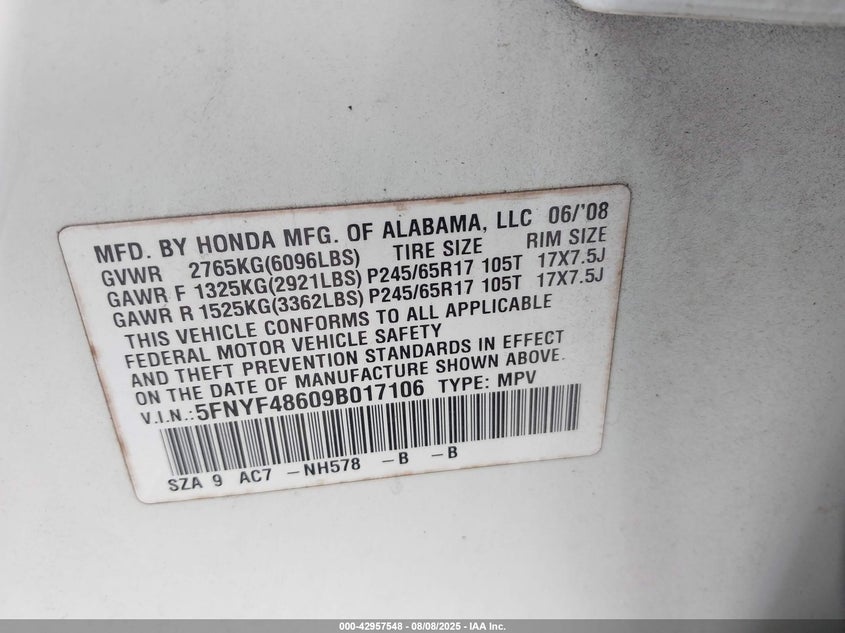 MFD. BY HONDA MFG. OF ALABAMA, LLC 06/'08
GVWR 2765KG(6096LBS) TIRE SIZE RIM SIZE
GAWR F 1325KG(2921LBS) P245/65R17 105T 17X7.5J
GAWR R 1525KG(3362LBS) P245/65R17 105T 17X7.5J
THIS VEHICLE CONFORMS TO ALL APPLICABLE
FEDERAL MOTOR VEHICLE SAFETY
AND THEFT PREVENTION STANDARDS IN EFFECT
ON THE DATE OF MANUFACTURE SHOWN ABOVE.
V.I.N.:5FNYF48609B017106 TYPE: MPV
SZA 9 AC7 -NH578 -B -B
000-42957548 - 08/08/2025 - IAA Inc.